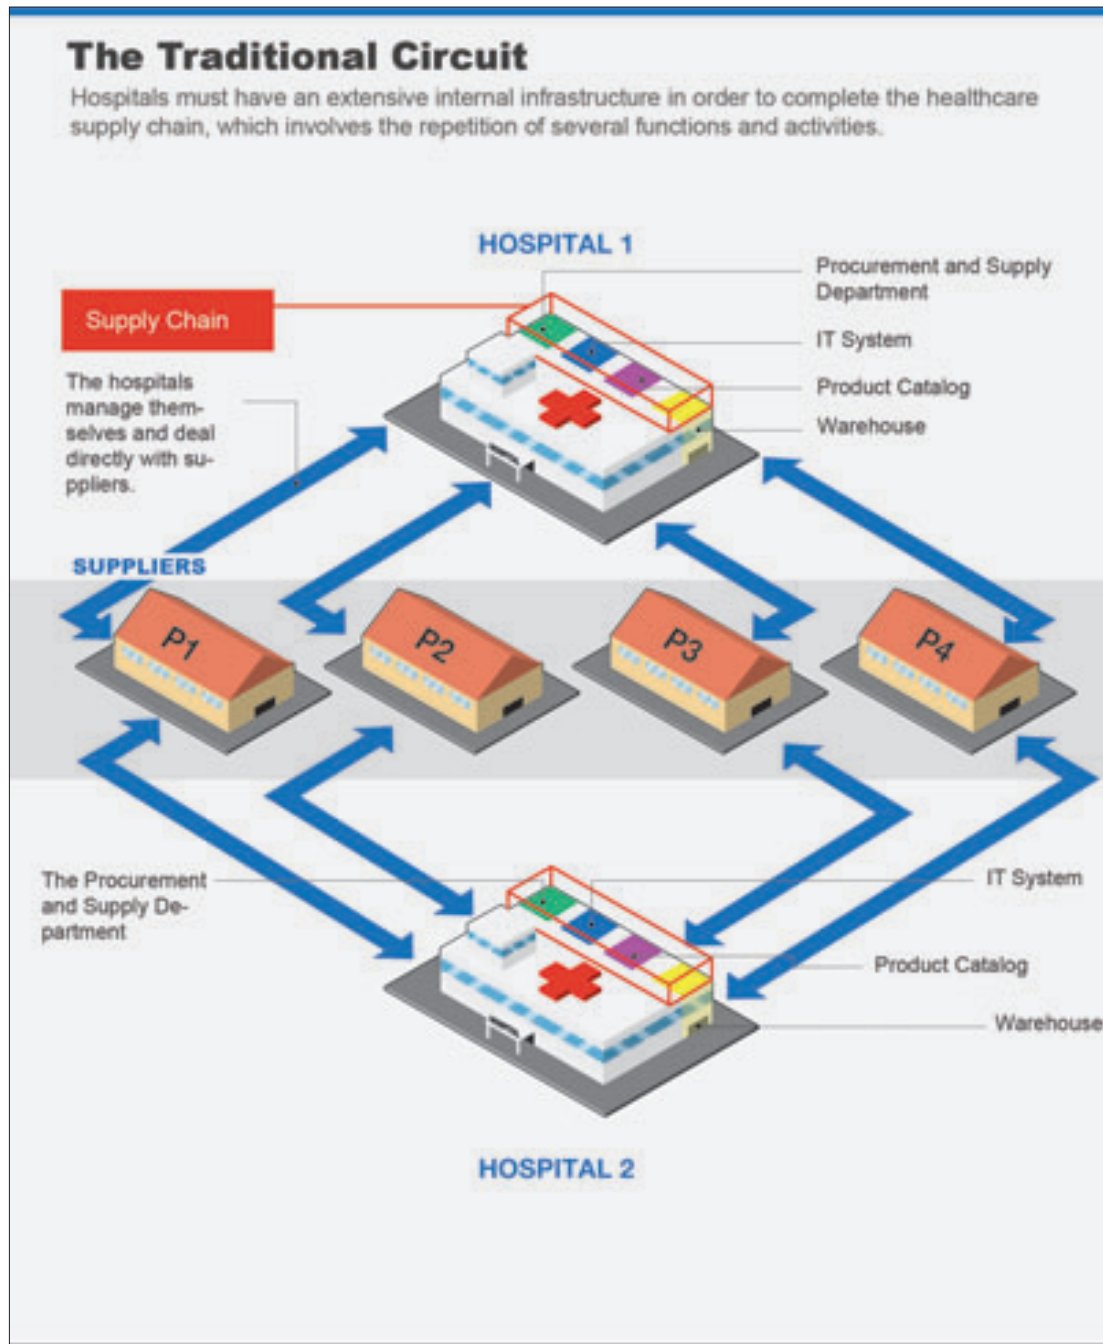 The Traditional Circuit
Hospitals must have an extensive internal infrastructure in order to complete the healthcare
supply chain, which involves the repetition of several functions and activities.
HOSPITAL 1
Procurement and Supply
Department
Supply Chain
IT System
The hospitals
manage them-
selves and deal
directly with su-
ppliers.
Product Catalog
Warehouse
SUPPLIERS
P1
P2
P3
P4
The Procurement
and Supply De-
partment
IT System
Product Catalog
Warehouse
HOSPITAL 2